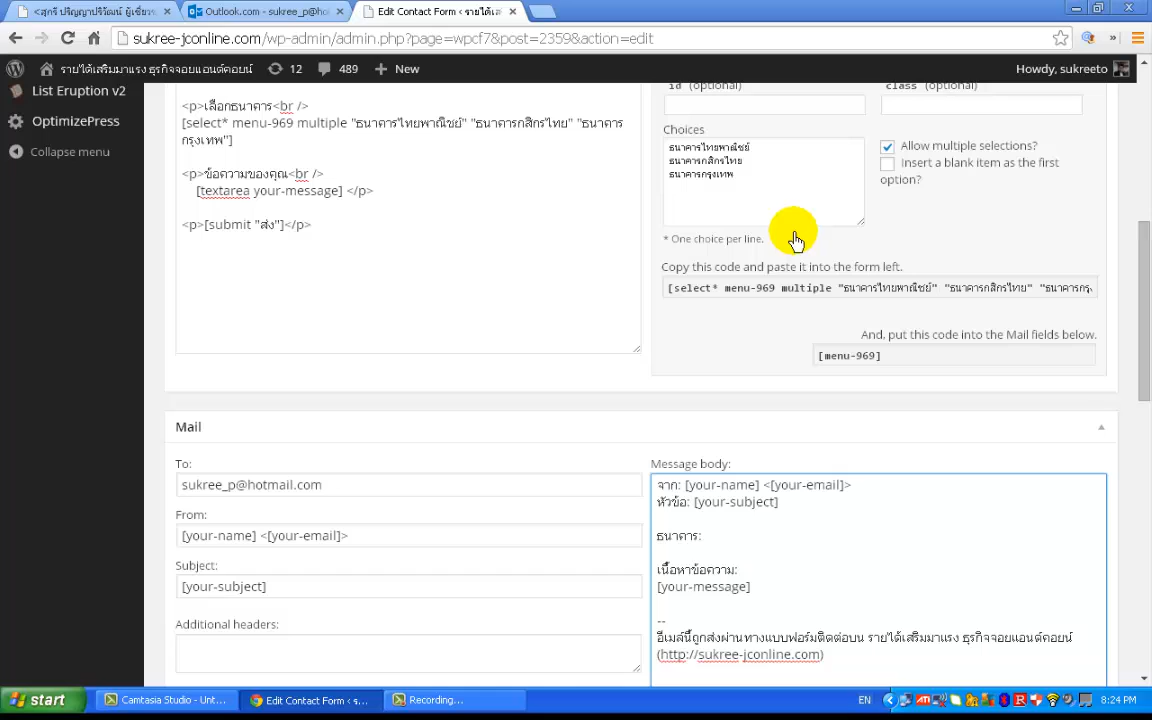 <สุกรี ปริญญาปริวัฒน์ ผู้เชี่ยวช
Outlook.com - sukree_p@hot
Edit Contact Form ‹ รายได้เส
sukree-jconline.com/wp-admin/admin.php?page=wpcf7&post=2359&action=edit
รายได้เสริมมาแรง ธุรกิจจอยแอนด์คอยน์ 12 489 + New Howdy, sukreeto
List Eruption v2
OptimizePress
Collapse menu
<p>เลือกธนาคาร<br />
[select* menu-969 multiple "ธนาคารไทยพาณิชย์" "ธนาคารกสิกรไทย" "ธนาคาร
กรุงเทพ"]
<p>ข้อความของคุณ<br />
[textarea your-message] </p>
<p>[submit "ส่ง"]</p>
id (optional)
class (optional)
Choices
ธนาคารไทยพาณิชย์
ธนาคารกสิกรไทย
ธนาคารกรุงเทพ
Allow multiple selections?
Insert a blank item as the first
option?
* One choice per line.
Copy this code and paste it into the form left.
[select* menu-969 multiple "ธนาคารไทยพาณิชย์" "ธนาคารกสิกรไทย" "ธนาคารกรุง
And, put this code into the Mail fields below.
[menu-969]
Mail
To:
sukree_p@hotmail.com
From:
[your-name] <[your-email]>
Subject:
[your-subject]
Additional headers:
Message body:
จาก: [your-name] <[your-email]>
หัวข้อ: [your-subject]
ธนาคาร:
เนื้อหาข้อความ:
[your-message]
--
อีเมล์นี้ถูกส่งผ่านทางแบบฟอร์มติดต่อบน รายได้เสริมมาแรง ธุรกิจจอยแอนด์คอยน์
(http://sukree-jconline.com)
start
Camtasia Studio - Unt...
Edit Contact Form ‹ ร...
Recording...
EN
8:24 PM